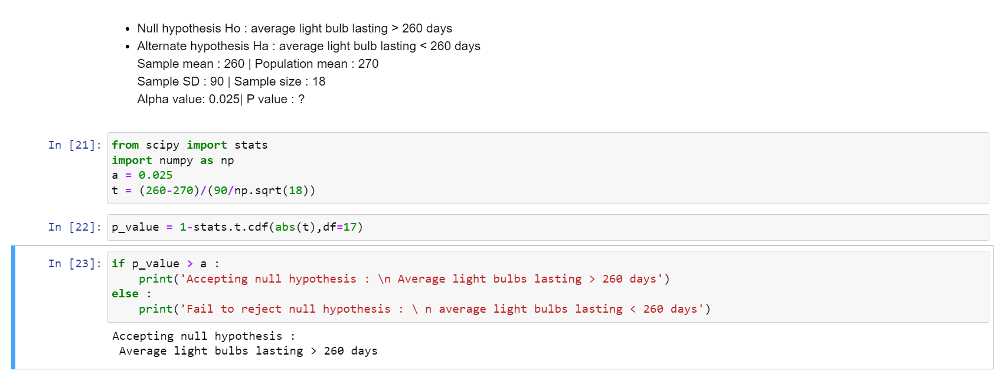 • Null hypothesis Ho : average light bulb lasting > 260 days
• Alternate hypothesis Ha : average light bulb lasting < 260 days
Sample mean : 260 | Population mean : 270
Sample SD : 90 | Sample size : 18
Alpha value: 0.025| P value : ?
In [21]: from scipy import stats
import numpy as np
a = 0.025
t = (260-270)/(90/np.sqrt(18))
In [22]: p_value = 1-stats.t.cdf(abs(t),df=17)
In [23]: if p_value > a :
    print('Accepting null hypothesis : \n Average light bulbs lasting > 260 days')
else :
    print('Fail to reject null hypothesis : \ n average light bulbs lasting < 260 days')
Accepting null hypothesis :
 Average light bulbs lasting > 260 days